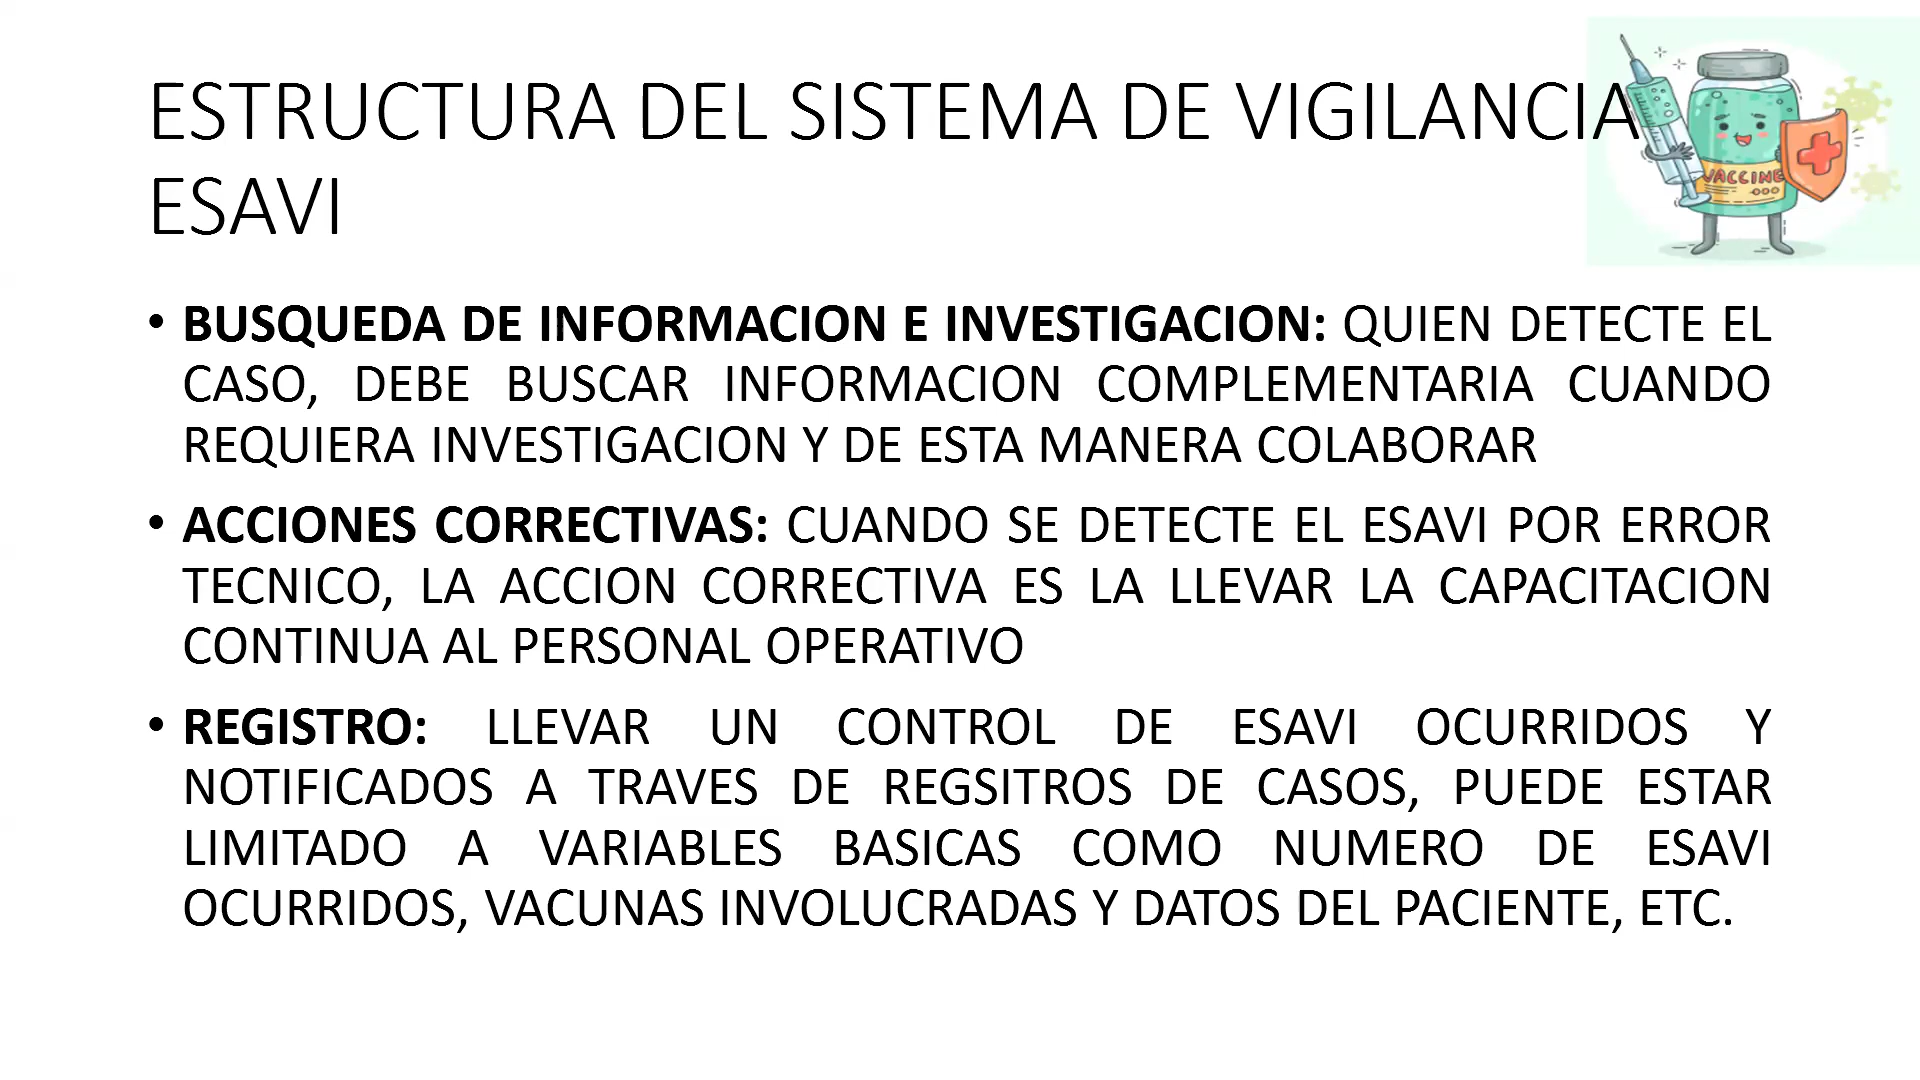 ESTRUCTURA DEL SISTEMA DE VIGILANCIA
ESAVI
VACCINE
• BUSQUEDA DE INFORMACION E INVESTIGACION: QUIEN DETECTE EL
CASO, DEBE BUSCAR INFORMACION COMPLEMENTARIA CUANDO
REQUIERA INVESTIGACION Y DE ESTA MANERA COLABORAR
• ACCIONES CORRECTIVAS: CUANDO SE DETECTE EL ESAVI POR ERROR
TECNICO, LA ACCION CORRECTIVA ES LA LLEVAR LA CAPACITACION
CONTINUA AL PERSONAL OPERATIVO
• REGISTRO: LLEVAR UN CONTROL DE ESAVI OCURRIDOS Y
NOTIFICADOS A TRAVES DE REGSITROS DE CASOS, PUEDE ESTAR
LIMITADO A VARIABLES BASICAS COMO NUMERO DE ESAVI
OCURRIDOS, VACUNAS INVOLUCRADAS Y DATOS DEL PACIENTE, ETC.